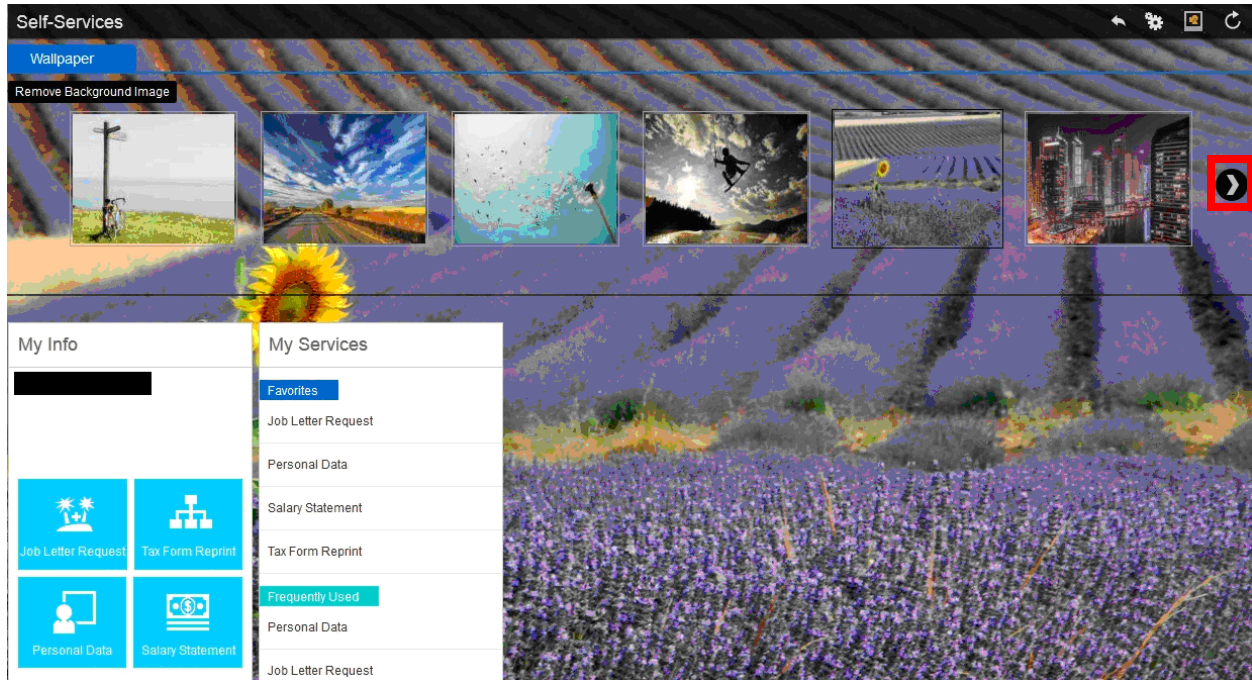 Self-Services
Wallpaper
Remove Background Image
My Info
Job Letter Request
Tax Form Reprint
Personal Data
Salary Statement
My Services
Favorites
Job Letter Request
Personal Data
Salary Statement
Tax Form Reprint
Frequently Used
Personal Data
Job Letter Request